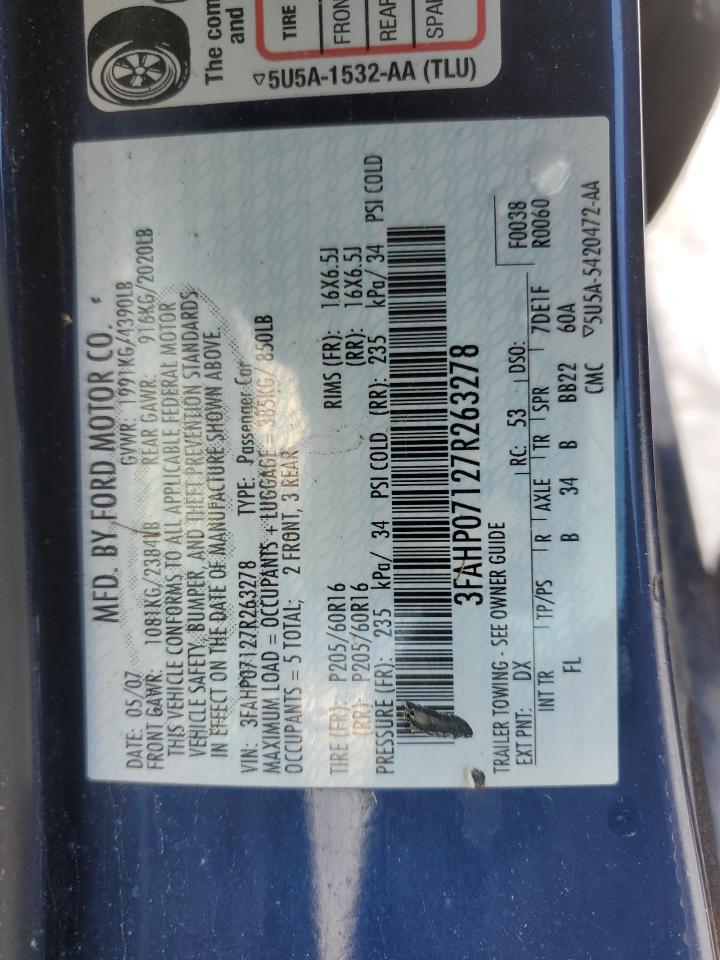 The com
and
TIRE
FRON
REAR
SPAR
▽5U5A-1532-AA (TLU)
MFD. BY FORD MOTOR CO.
DATE: 05/07 GVWR: 1991KG/4390LB
FRONT GAWR: 1081KG/2384LB REAR GAWR: 916KG/2020LB
THIS VEHICLE CONFORMS TO ALL APPLICABLE FEDERAL MOTOR
VEHICLE SAFETY, BUMPER, AND THEFT PREVENTION STANDARDS
IN EFFECT ON THE DATE OF MANUFACTURE SHOWN ABOVE.
VIN: 3FAHP07127R263278 TYPE: Passenger Car
MAXIMUM LOAD = OCCUPANTS + LUGGAGE = 385KG/ 850LB
OCCUPANTS = 5 TOTAL; 2 FRONT, 3 REAR
TIRE (FR): P205/60R16 RIMS (FR): 16X6.5J
(RR): P205/60R16 (RR): 16X6.5J
PRESSURE (FR): 235 kPa/ 34 PSI COLD (RR): 235 kPa/ 34 PSI COLD
3FAHP07127R263278
TRAILER TOWING - SEE OWNER GUIDE F0038
EXT PNT: DX RC: 53 DSO: R0060
INT TR TP/PS R AXLE TR SPR 7DE1F
FL B 34 B BB22 60A
CMC ▽5U5A-5420472-AA